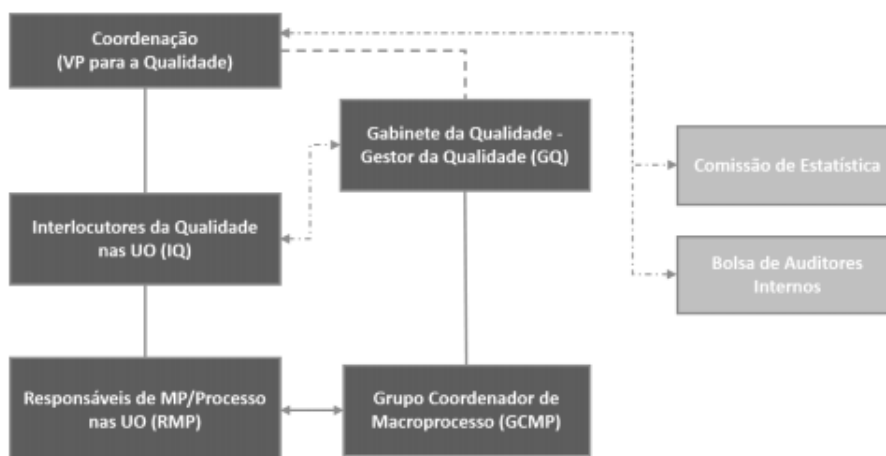 Coordenação
(VP para a Qualidade)
Gabinete da Qualidade -
Gestor da Qualidade (GQ)
Comissão de Estatística
Interlocutores da Qualidade
nas UO (IQ)
Bolsa de Auditores
Internos
Responsáveis de MP/Processo
nas UO (RMP)
Grupo Coordenador de
Macroprocesso (GCMP)